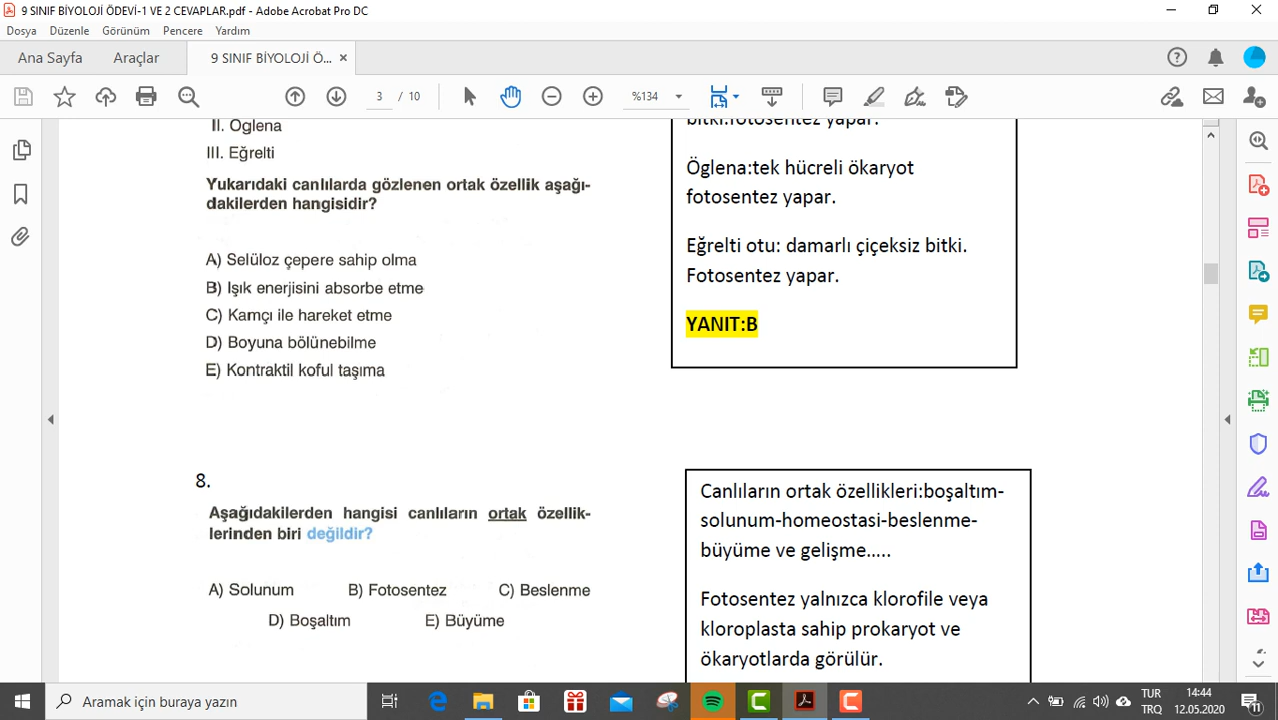 9 SINIF BİYOLOJİ ÖDEVİ-1 VE 2 CEVAPLAR.pdf - Adobe Acrobat Pro DC
Dosya Düzenle Görünüm Pencere Yardım
Ana Sayfa Araçlar 9 SINIF BİYOLOJİ Ö... ×
3 / 10 %134
II. Öglena
III. Eğrelti
Yukarıdaki canlılarda gözlenen ortak özellik aşağı-
dakilerden hangisidir?
A) Selüloz çepere sahip olma
B) Işık enerjisini absorbe etme
C) Kamçı ile hareket etme
D) Boyuna bölünebilme
E) Kontraktil koful taşıma
bitki.fotosentez yapar.
Öglena:tek hücreli ökaryot
fotosentez yapar.
Eğrelti otu: damarlı çiçeksiz bitki.
Fotosentez yapar.
YANIT:B
8.
Aşağıdakilerden hangisi canlıların ortak özellik-
lerinden biri değildir?
A) Solunum B) Fotosentez C) Beslenme
D) Boşaltım E) Büyüme
Canlıların ortak özellikleri:boşaltım-
solunum-homeostasi-beslenme-
büyüme ve gelişme.....
Fotosentez yalnızca klorofile veya
kloroplasta sahip prokaryot ve
ökaryotlarda görülür.
Aramak için buraya yazın
TUR 14:44
TRQ 12.05.2020
11